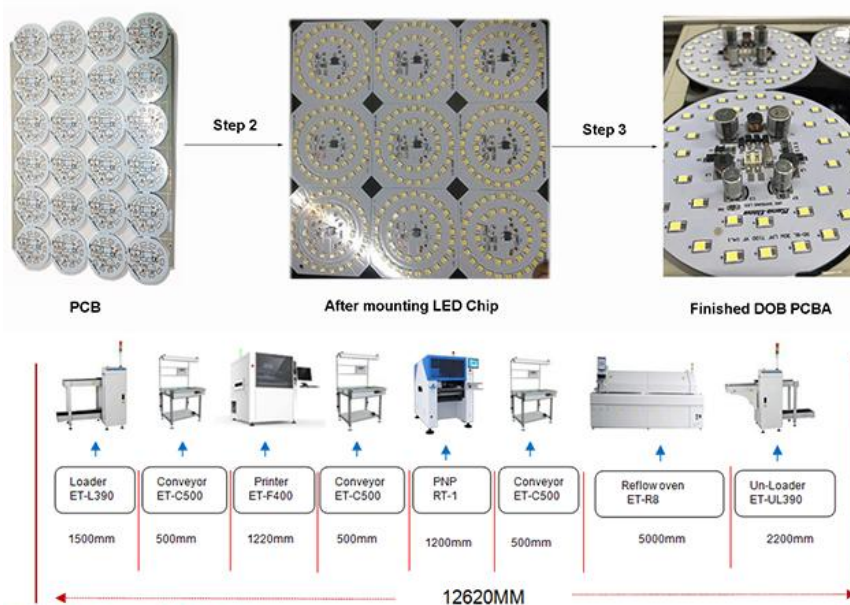 Step 2
Step 3
PCB
After mounting LED Chip
Finished DOB PCBA
Loader
ET-L390
Conveyor
ET-C500
Printer
ET-F400
Conveyor
ET-C500
PNP
RT-1
Conveyor
ET-C500
Reflow oven
ET-R8
Un-Loader
ET-UL390
1500mm
500mm
1220mm
500mm
1200mm
500mm
5000mm
2200mm
12620MM